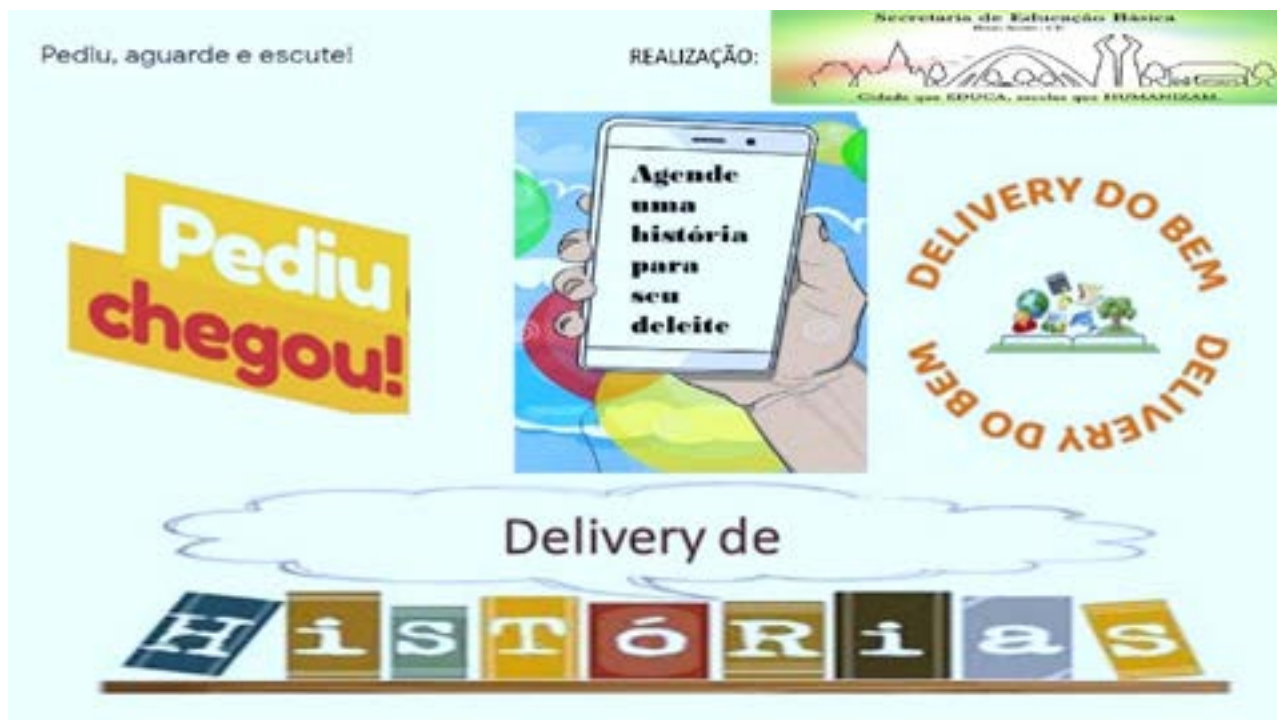 Pediu, aguarde e escute!
REALIZAÇÃO:
Secretaria de Educação Básica
Cidade que EDUCA, escolas que HUMANIZAM.
Pediu
chegou!
Agende
uma
história
para
seu
deleite
DELIVERY DO BEM
DELIVERY DO BEM
Delivery de
HiSTÓRiaS